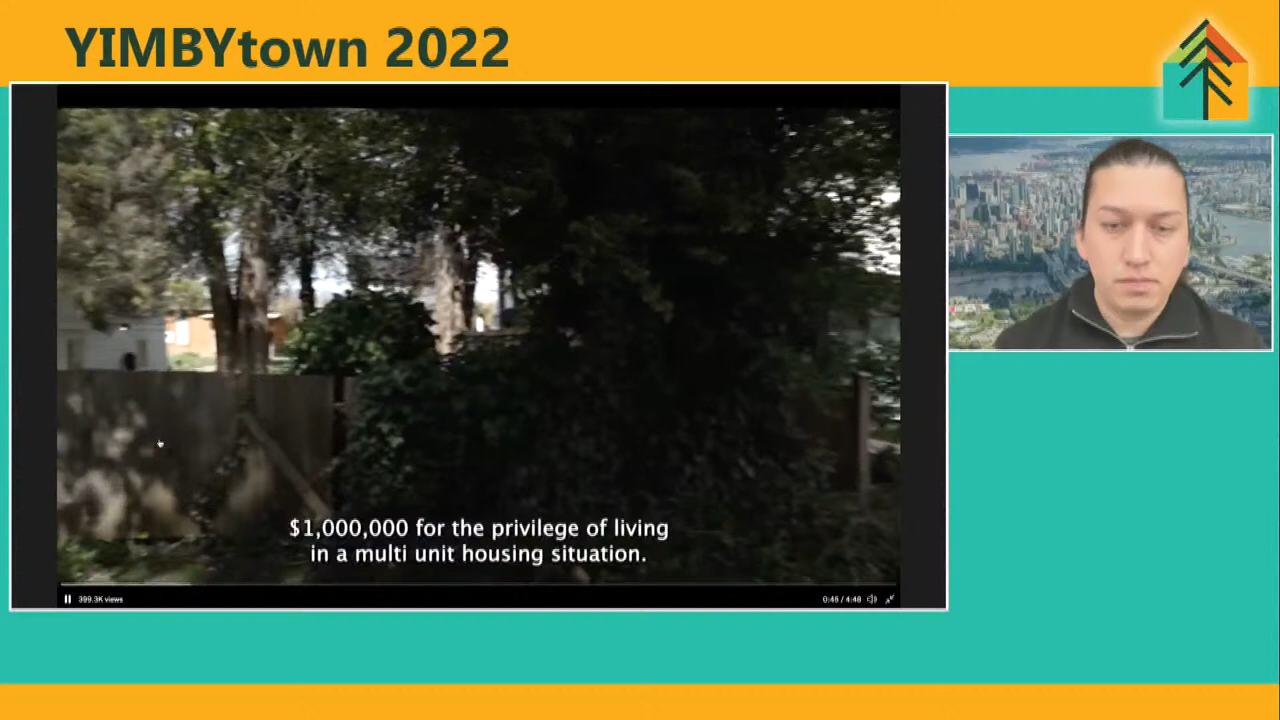 YIMBYtown 2022
$1,000,000 for the privilege of living
in a multi unit housing situation.
399.3K views
0:46 / 4:48